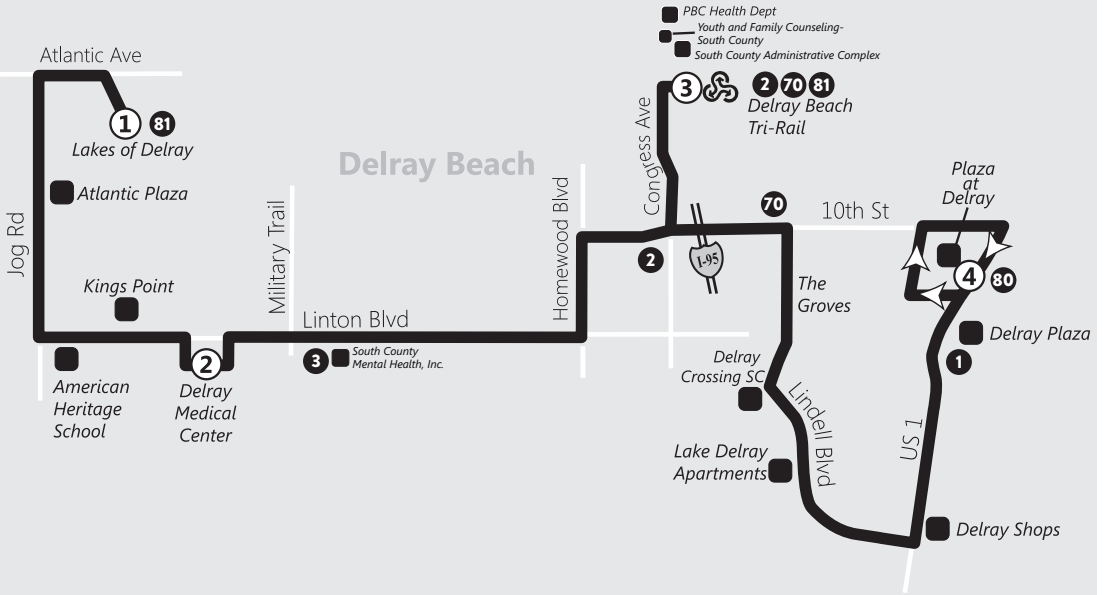 PBC Health Dept
Youth and Family Counseling-
South County
South County Administrative Complex
Atlantic Ave
3
2 70 81
Delray Beach
Tri-Rail
1 81
Lakes of Delray
Congress Ave
Delray Beach
Atlantic Plaza
Plaza
at
Delray
Homewood Blvd
Military Trail
Jog Rd
70
10th St
2
I-95
4 80
Kings Point
The
Groves
Linton Blvd
Delray Plaza
1
3
South County
Mental Health, Inc.
2
Delray
Medical
Center
American
Heritage
School
Delray
Crossing SC
Lindell Blvd
US 1
Lake Delray
Apartments
Delray Shops